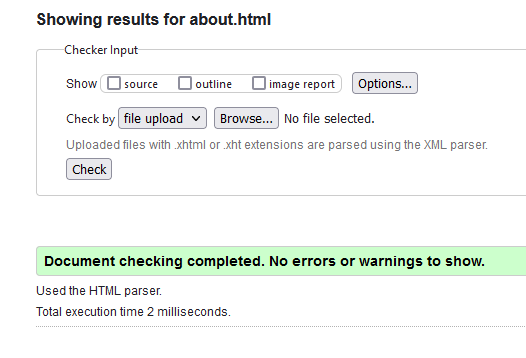 Showing results for about.html
Checker Input
Show source outline image report Options...
Check by file upload Browse... No file selected.
Uploaded files with .xhtml or .xht extensions are parsed using the XML parser.
Check
Document checking completed. No errors or warnings to show.
Used the HTML parser.
Total execution time 2 milliseconds.